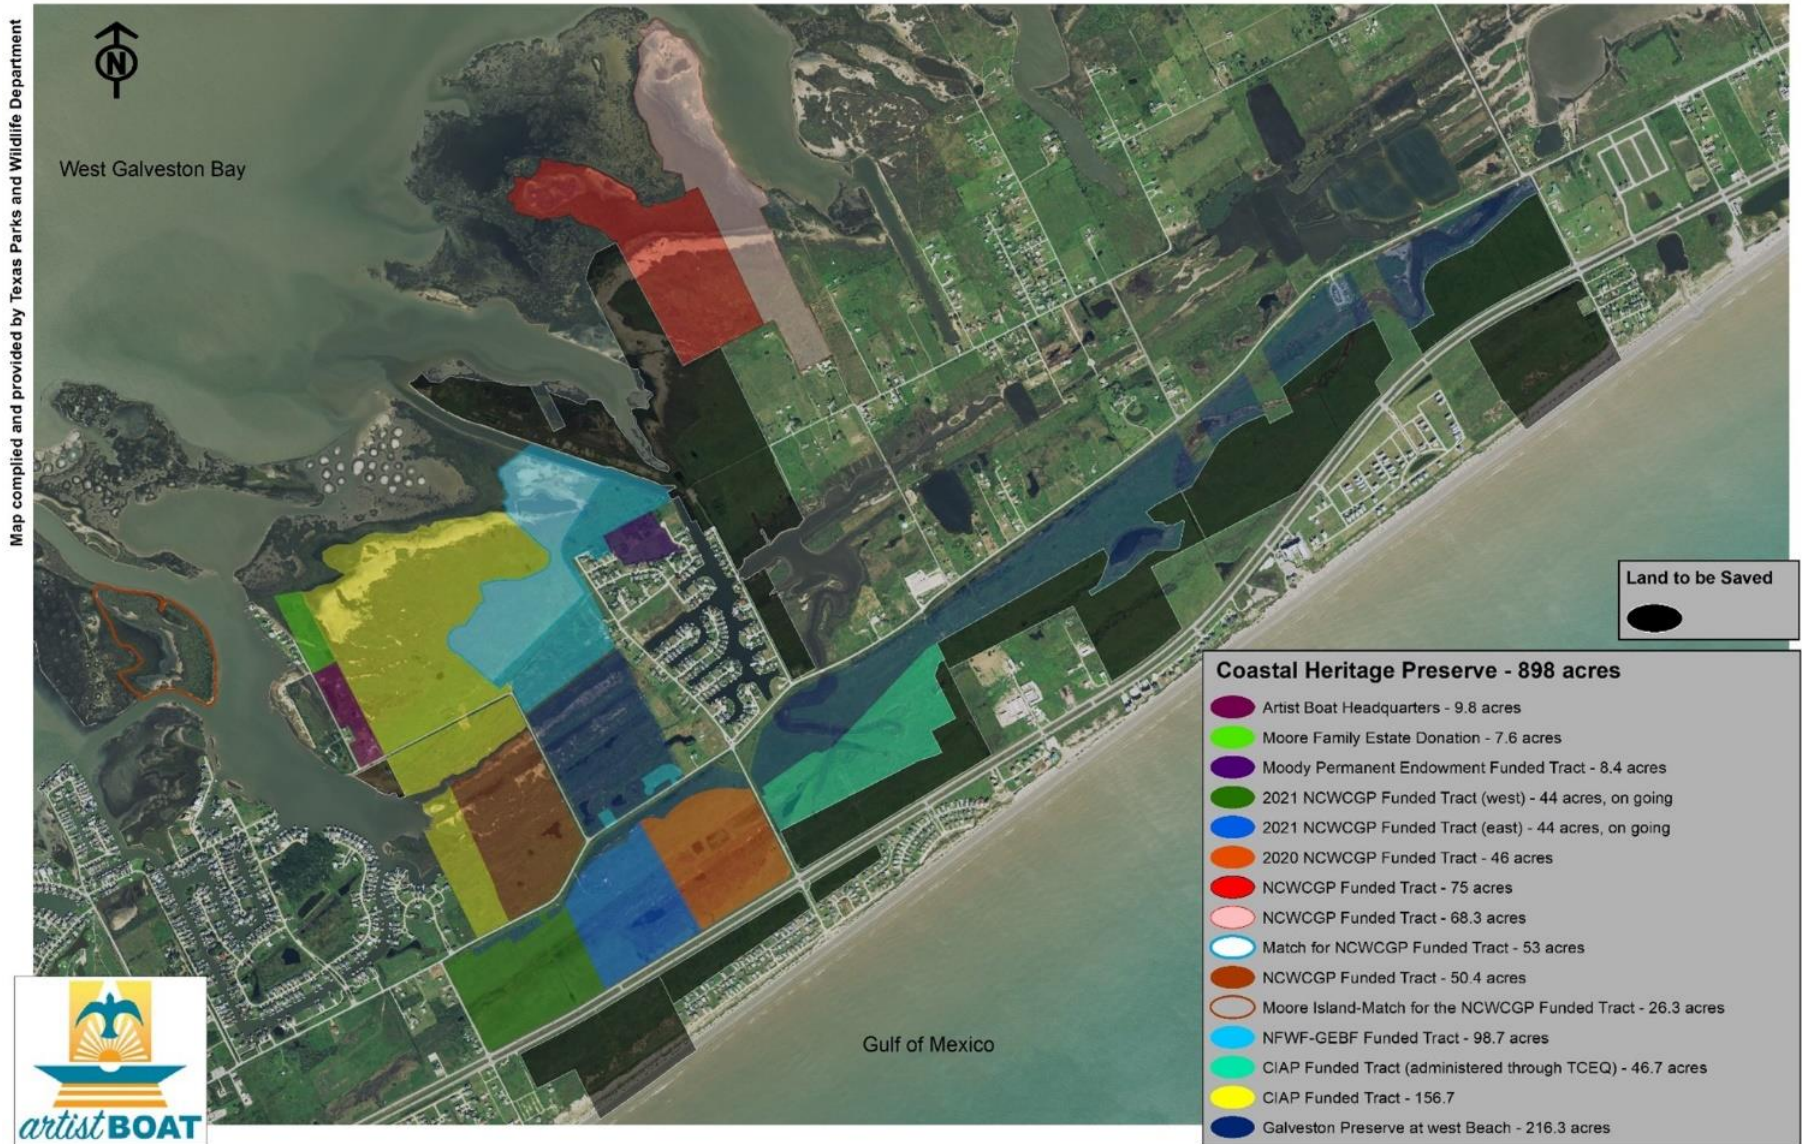 Map complied and provided by Texas Parks and Wildlife Department
N
West Galveston Bay
Land to be Saved
Coastal Heritage Preserve - 898 acres
Artist Boat Headquarters - 9.8 acres
Moore Family Estate Donation - 7.6 acres
Moody Permanent Endowment Funded Tract - 8.4 acres
2021 NCWCGP Funded Tract (west) - 44 acres, on going
2021 NCWCGP Funded Tract (east) - 44 acres, on going
2020 NCWCGP Funded Tract - 46 acres
NCWCGP Funded Tract - 75 acres
NCWCGP Funded Tract - 68.3 acres
Match for NCWCGP Funded Tract - 53 acres
NCWCGP Funded Tract - 50.4 acres
Moore Island-Match for the NCWCGP Funded Tract - 26.3 acres
NFWF-GEBF Funded Tract - 98.7 acres
CIAP Funded Tract (administered through TCEQ) - 46.7 acres
CIAP Funded Tract - 156.7
Galveston Preserve at west Beach - 216.3 acres
Gulf of Mexico
artist BOAT